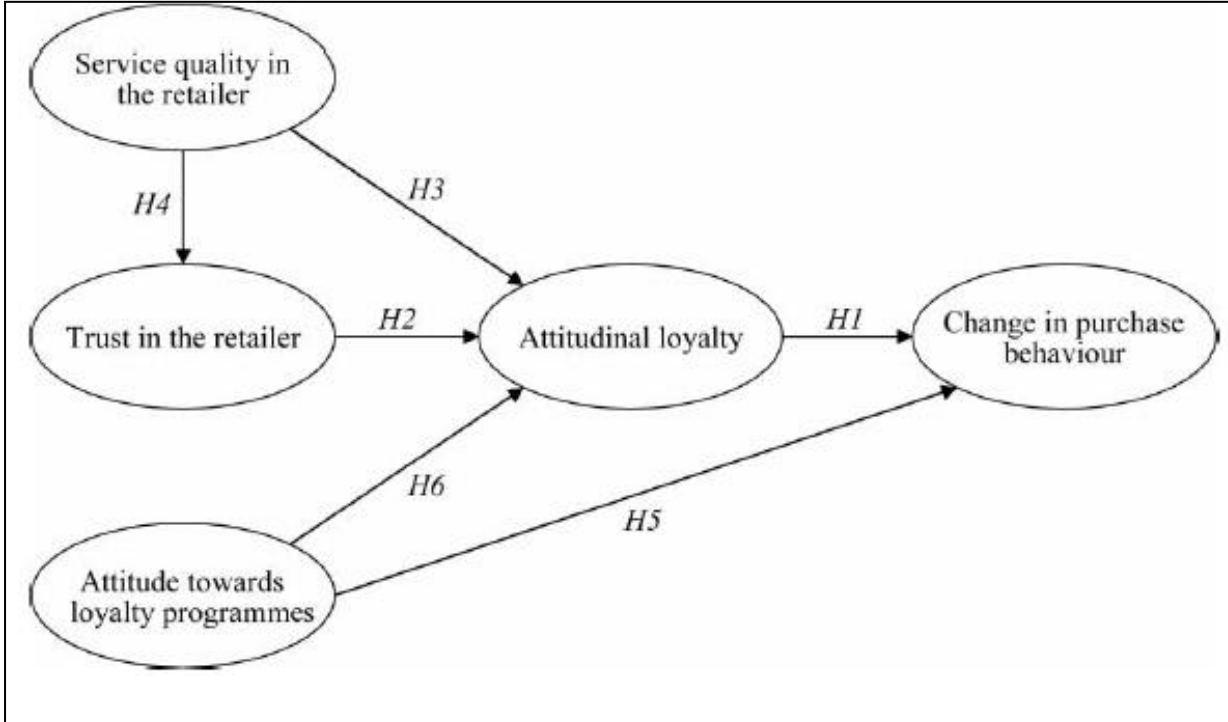 Service quality in
the retailer
H3
H4
Trust in the retailer
H2
Attitudinal loyalty
H1
Change in purchase
behaviour
H6
H5
Attitude towards
loyalty programmes